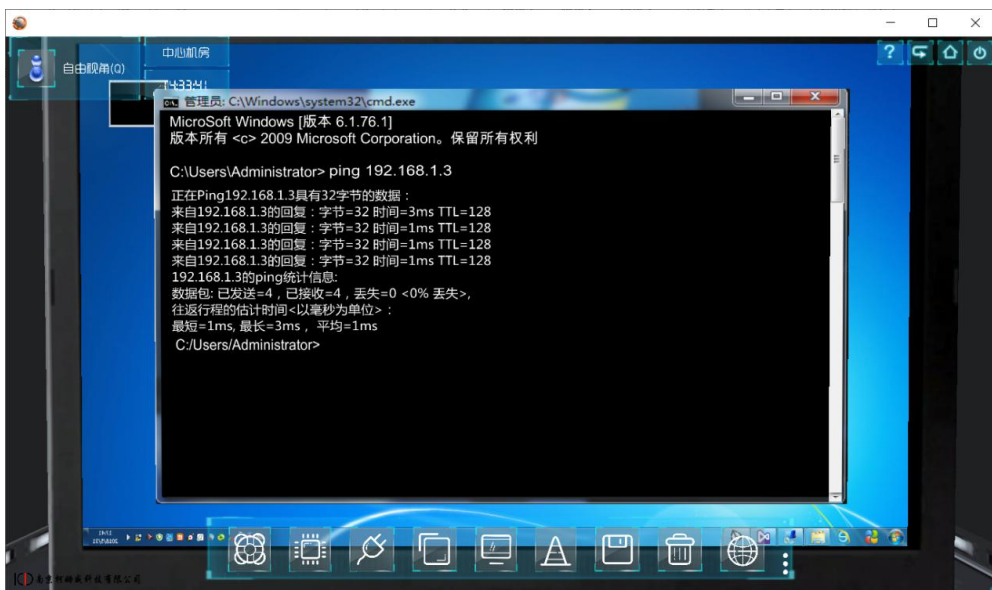 自由视角(Q)
中心机房
14:33:41
管理员: C:\Windows\system32\cmd.exe
MicroSoft Windows [版本 6.1.76.1]
版本所有 <c> 2009 Microsoft Corporation。保留所有权利
C:\Users\Administrator> ping 192.168.1.3
正在Ping192.168.1.3具有32字节的数据：
来自192.168.1.3的回复：字节=32 时间=3ms TTL=128
来自192.168.1.3的回复：字节=32 时间=1ms TTL=128
来自192.168.1.3的回复：字节=32 时间=1ms TTL=128
来自192.168.1.3的回复：字节=32 时间=1ms TTL=128
192.168.1.3的ping统计信息:
数据包: 已发送=4，已接收=4，丢失=0 <0% 丢失>,
往返行程的估计时间<以毫秒为单位>：
最短=1ms, 最长=3ms， 平均=1ms
C:/Users/Administrator>